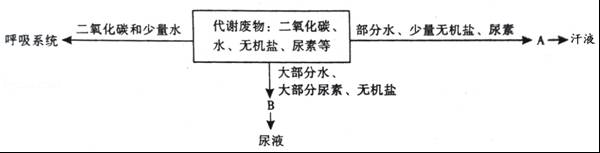 呼吸系统
二氧化碳和少量水
代谢废物：二氧化碳、
水、无机盐、尿素等
部分水、少量无机盐、尿素
A
汗液
大部分水、
大部分尿素、无机盐
B
尿液